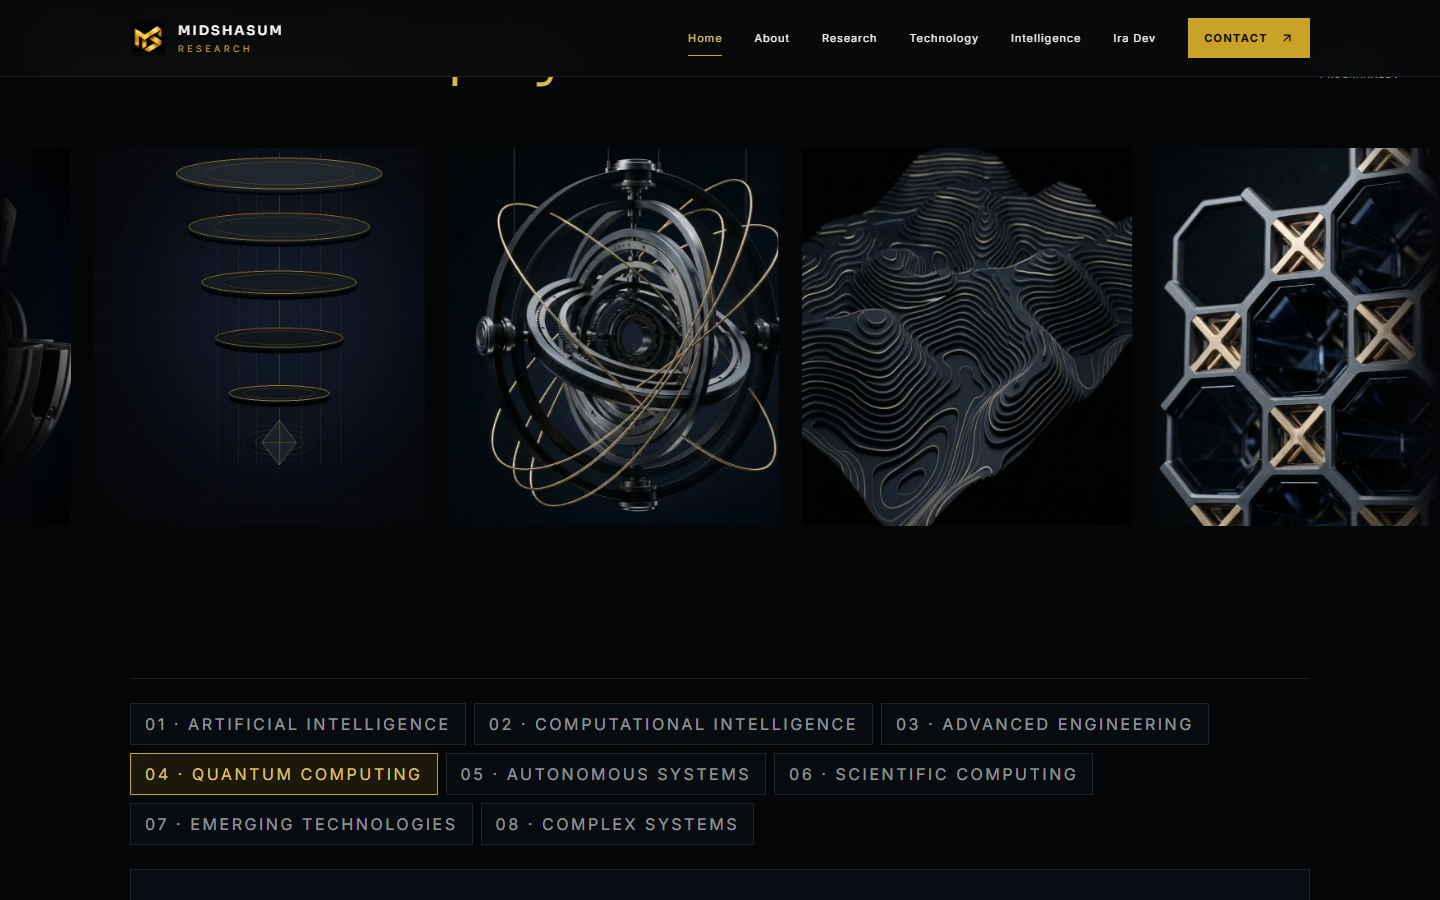 MIDSHASUM
RESEARCH
Home About Research Technology Intelligence Ira Dev CONTACT
01 · ARTIFICIAL INTELLIGENCE 02 · COMPUTATIONAL INTELLIGENCE 03 · ADVANCED ENGINEERING
04 · QUANTUM COMPUTING 05 · AUTONOMOUS SYSTEMS 06 · SCIENTIFIC COMPUTING
07 · EMERGING TECHNOLOGIES 08 · COMPLEX SYSTEMS